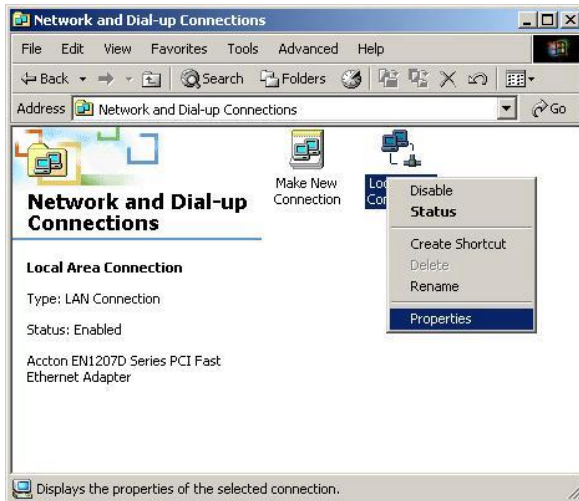 Network and Dial-up Connections
File Edit View Favorites Tools Advanced Help
Back Search Folders
Address Network and Dial-up Connections Go
Make New
Connection
Network and Dial-up
Connections
Local Area Connection
Type: LAN Connection
Status: Enabled
Accton EN1207D Series PCI Fast
Ethernet Adapter
Disable
Status
Create Shortcut
Delete
Rename
Properties
Displays the properties of the selected connection.